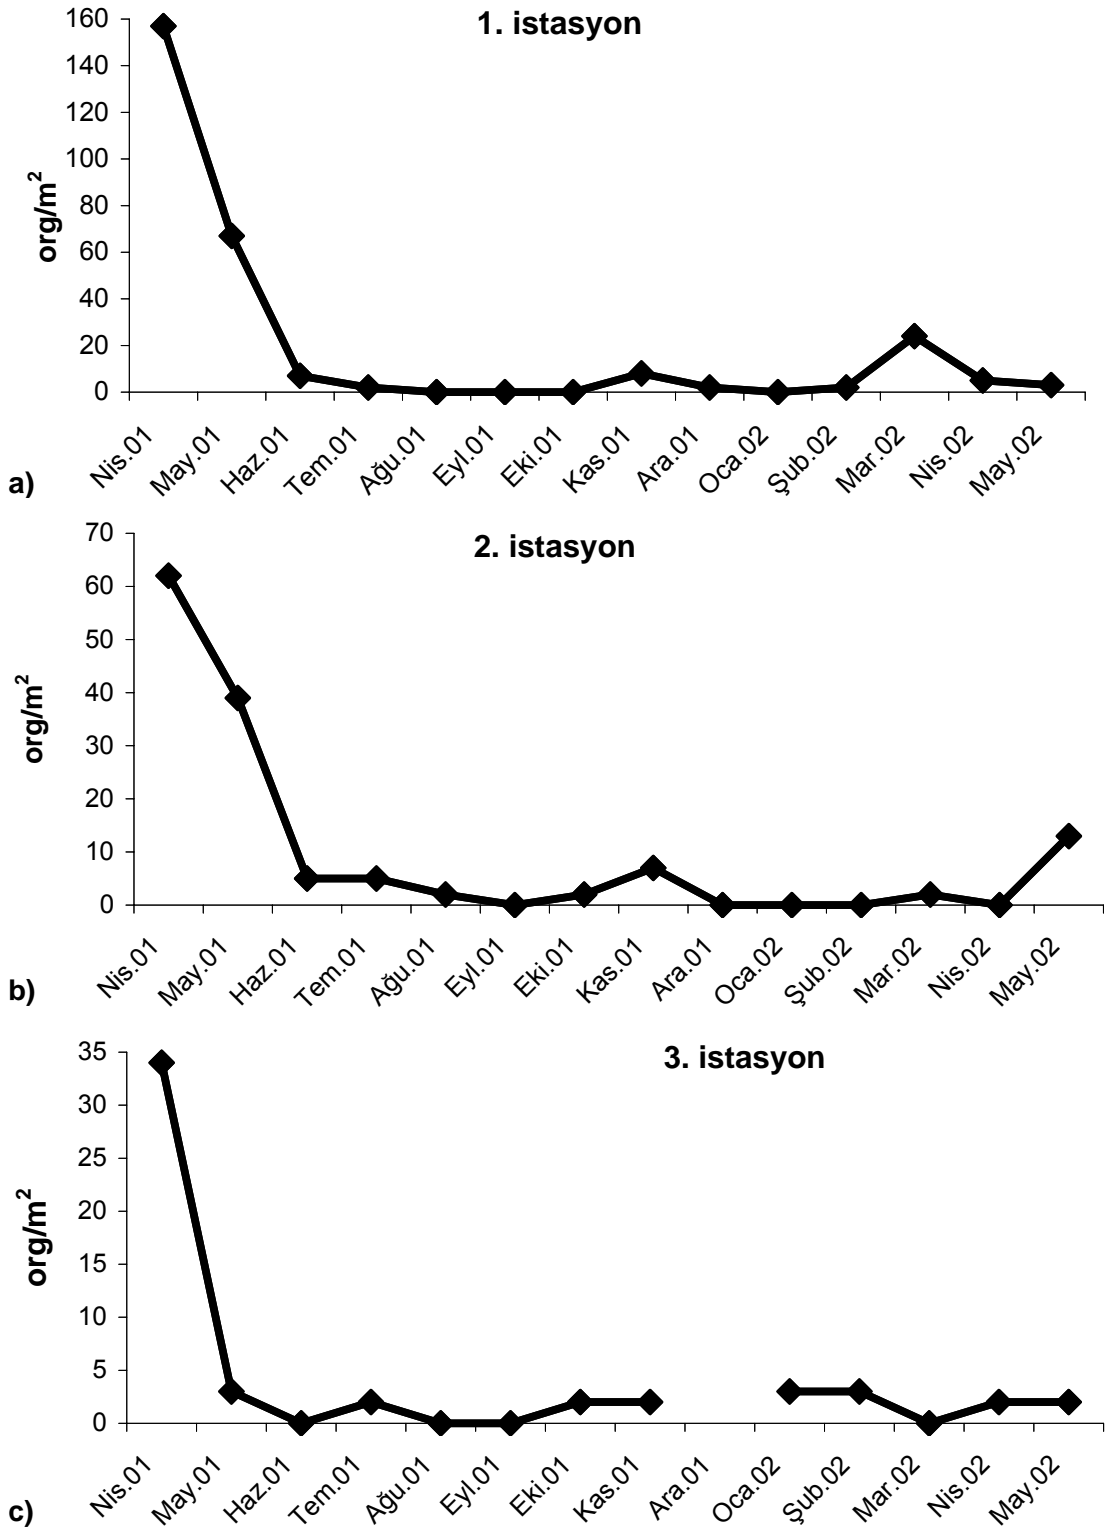 1. istasyon
160
140
120
100
80
60
40
20
0
org/m²
Nis.01 May.01 Haz.01 Tem.01 Ağu.01 Eyl.01 Eki.01 Kas.01 Ara.01 Oca.02 Şub.02 Mar.02 Nis.02 May.02
a)
2. istasyon
70
60
50
40
30
20
10
0
org/m²
Nis.01 May.01 Haz.01 Tem.01 Ağu.01 Eyl.01 Eki.01 Kas.01 Ara.01 Oca.02 Şub.02 Mar.02 Nis.02 May.02
b)
3. istasyon
35
30
25
20
15
10
5
0
org/m²
Nis.01 May.01 Haz.01 Tem.01 Ağu.01 Eyl.01 Eki.01 Kas.01 Ara.01 Oca.02 Şub.02 Mar.02 Nis.02 May.02
c)